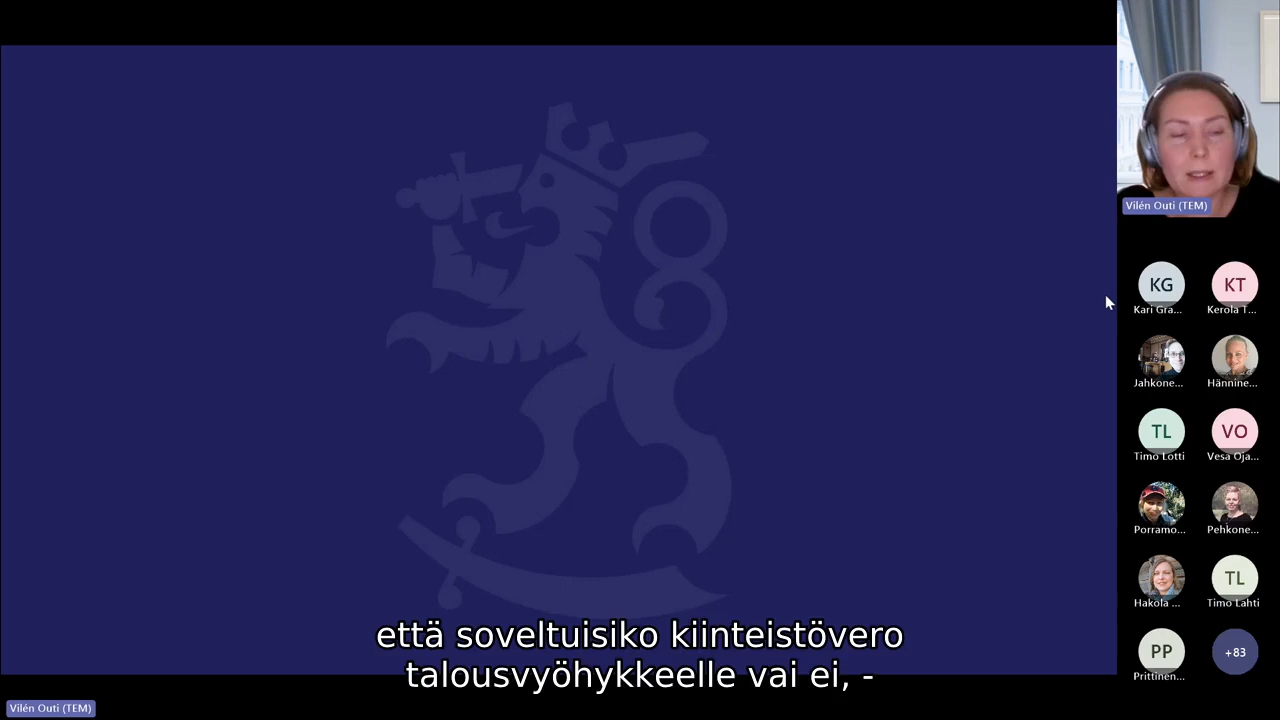 Vilén Outi (TEM)
KG
KT
Kari Gra...
Kerola T...
Jahkone...
Hännine...
TL
VO
Timo Lotti
Vesa Oja...
Porramo...
Pehkone...
TL
Hakola ...
Timo Lahti
PP
+83
Prittinen...
että soveltuisiko kiinteistövero
talousvyöhykkeelle vai ei, -
Vilén Outi (TEM)